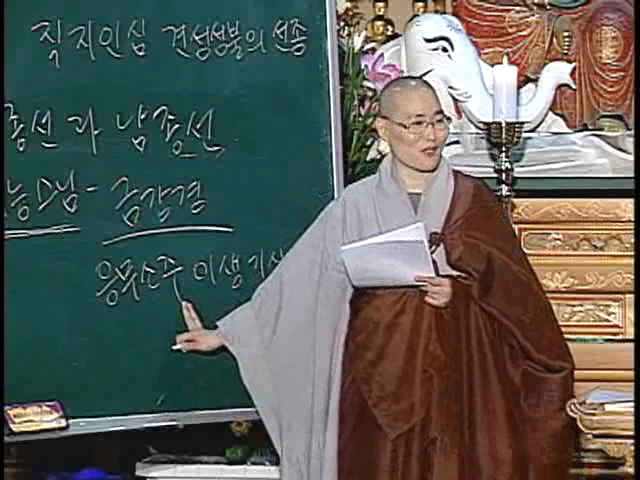 직지인심 견성성불의 선종
종선과 남종선
능스님 - 금강경
응무소주 이생기심